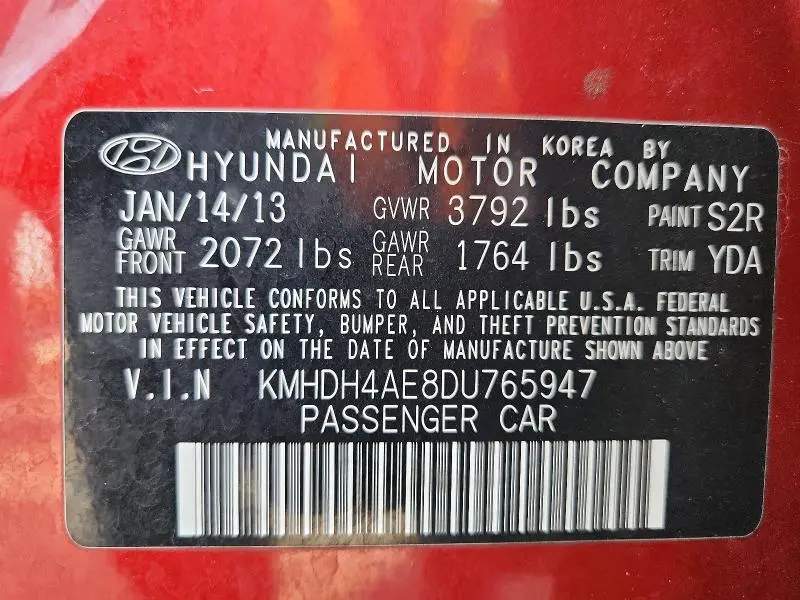 MANUFACTURED IN KOREA BY
HYUNDAI MOTOR COMPANY
JAN/14/13 GVWR 3792 lbs PAINT S2R
GAWR FRONT 2072 lbs GAWR REAR 1764 lbs TRIM YDA
THIS VEHICLE CONFORMS TO ALL APPLICABLE U.S.A. FEDERAL
MOTOR VEHICLE SAFETY, BUMPER, AND THEFT PREVENTION STANDARDS
IN EFFECT ON THE DATE OF MANUFACTURE SHOWN ABOVE
V.I.N KMHDH4AE8DU765947
PASSENGER CAR